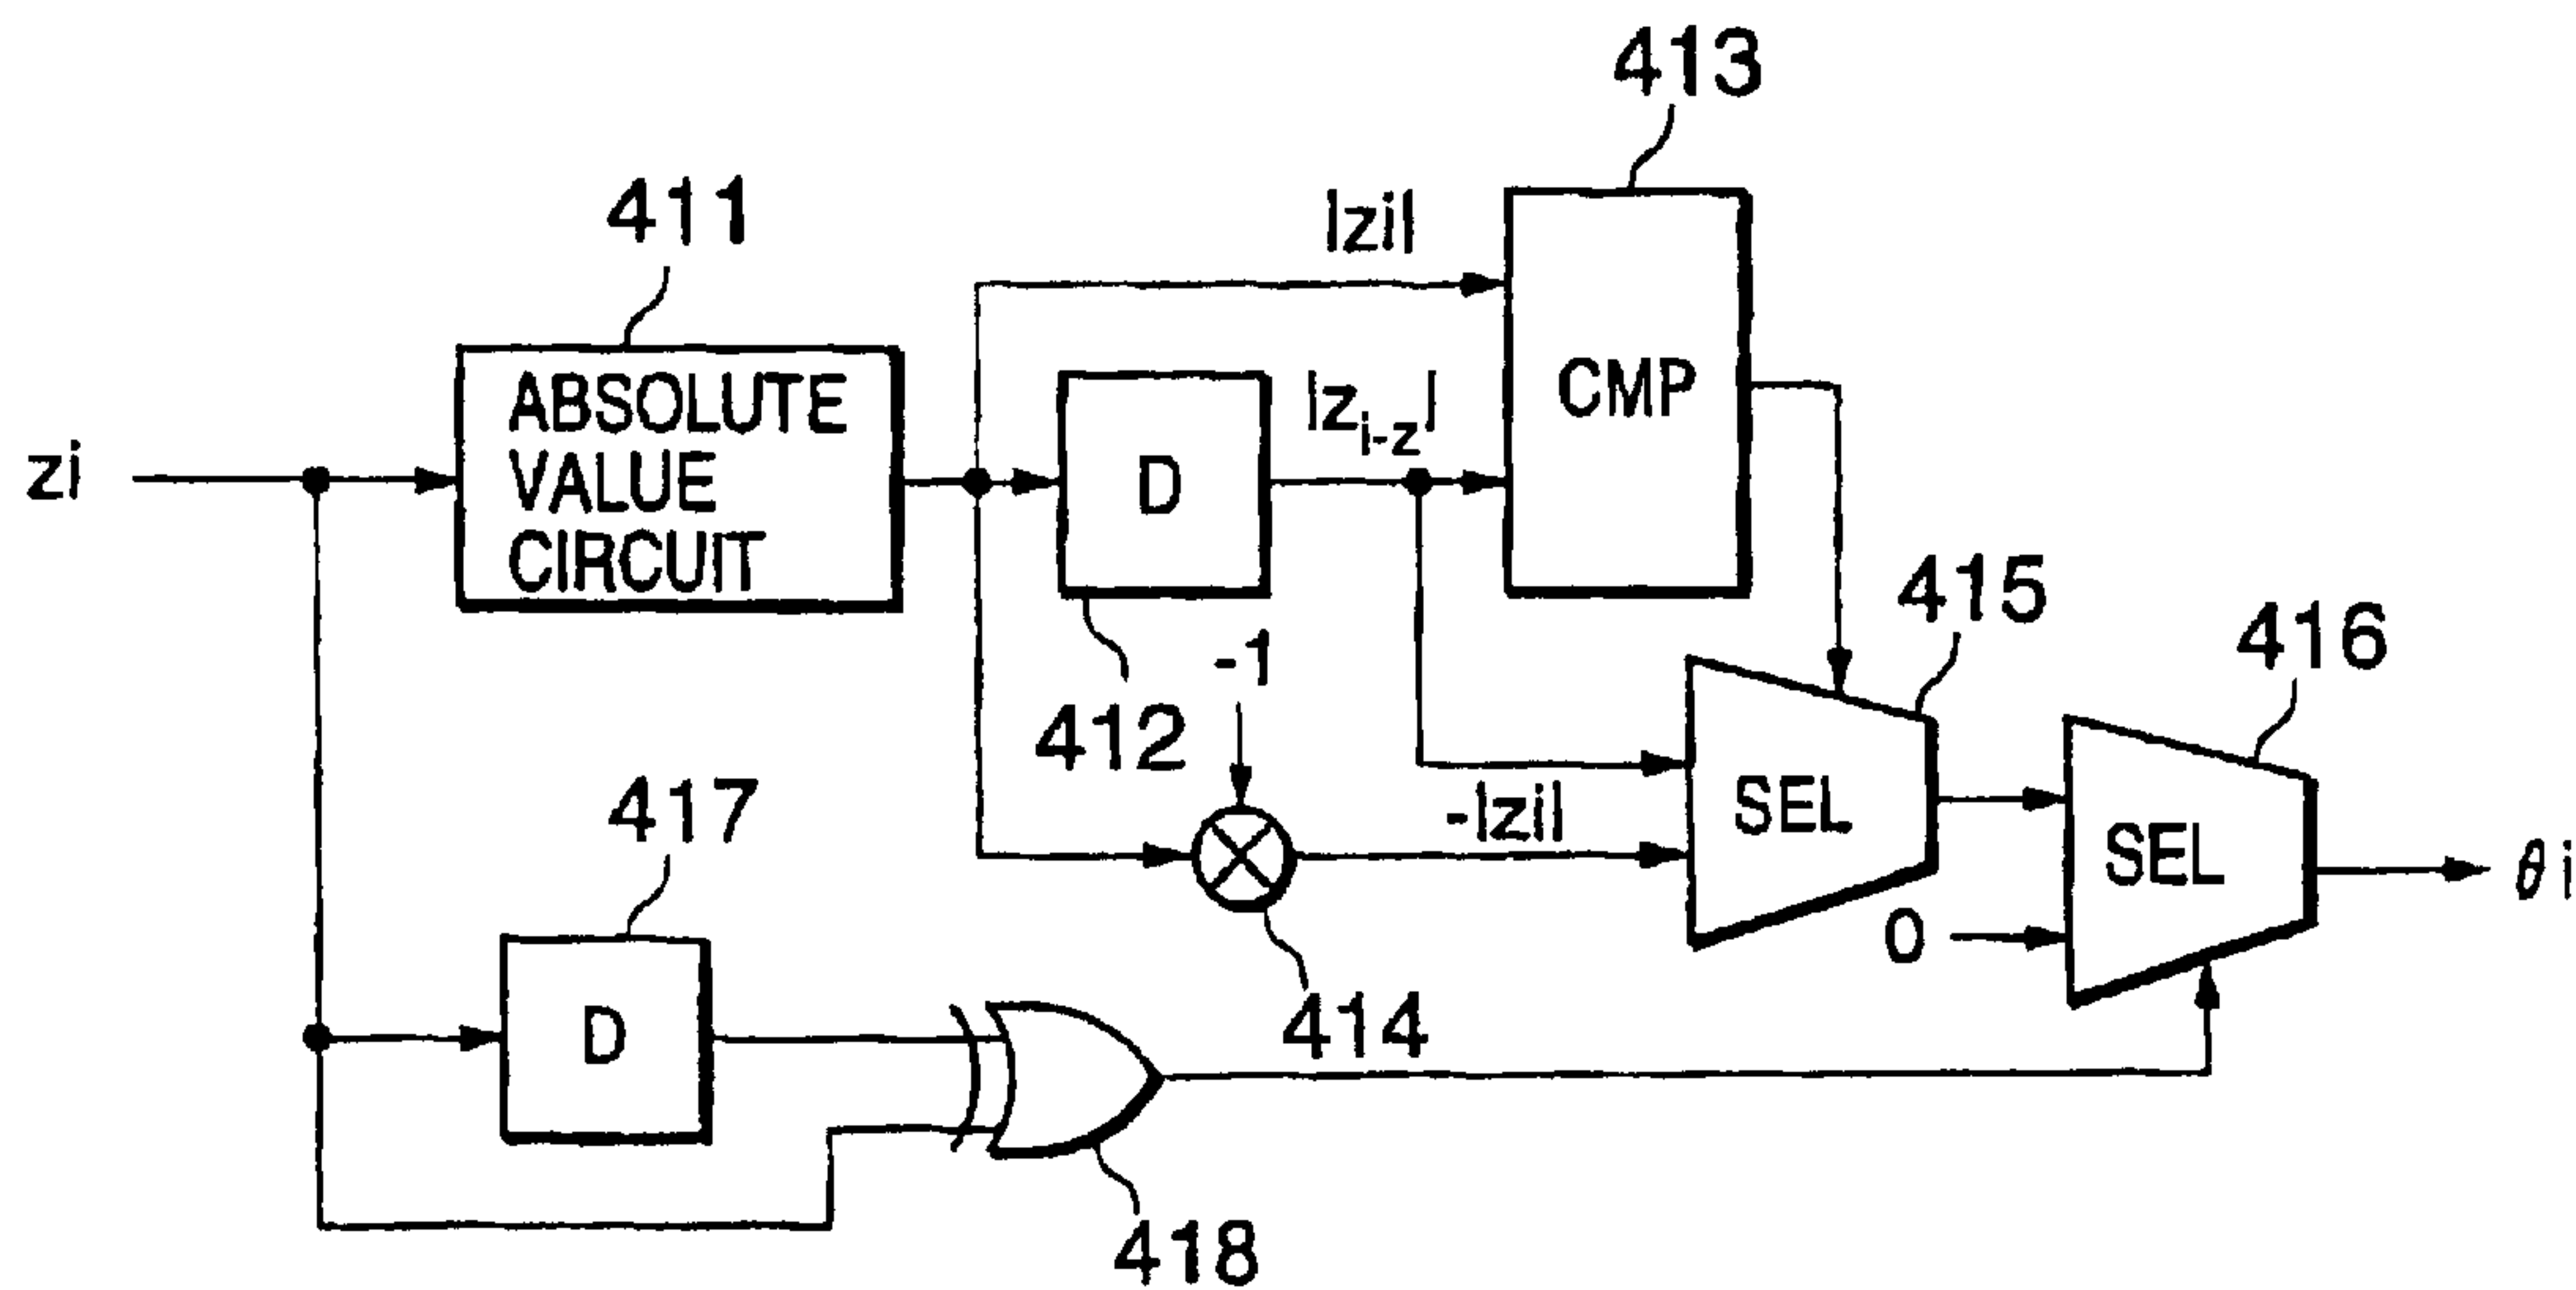 413
411
|zi|
ABSOLUTE
VALUE
CIRCUIT
D
|zi-z|
CMP
zi
412
-1
415
416
417
-|zi|
SEL
SEL
θi
0
D
414
418